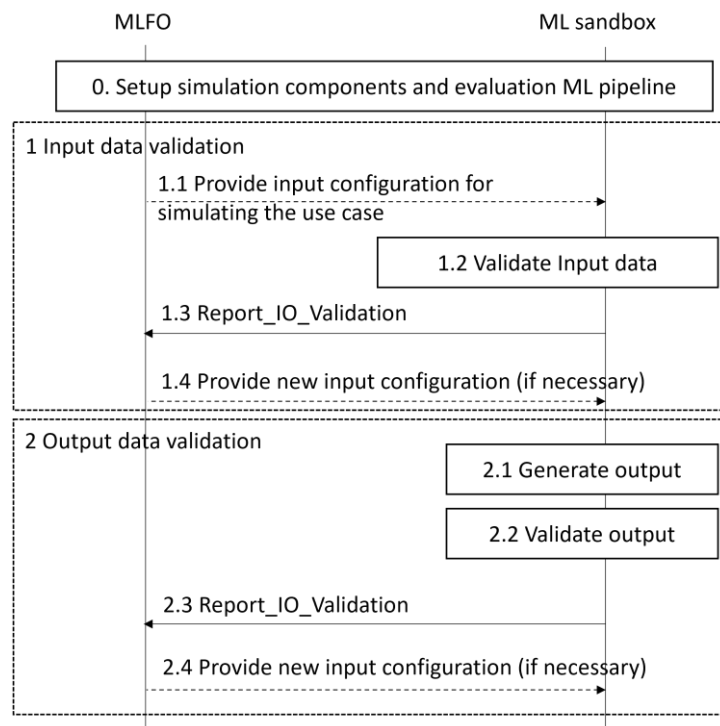 MLFO
ML sandbox
0. Setup simulation components and evaluation ML pipeline
1 Input data validation
1.1 Provide input configuration for
simulating the use case
1.2 Validate Input data
1.3 Report_IO_Validation
1.4 Provide new input configuration (if necessary)
2 Output data validation
2.1 Generate output
2.2 Validate output
2.3 Report_IO_Validation
2.4 Provide new input configuration (if necessary)